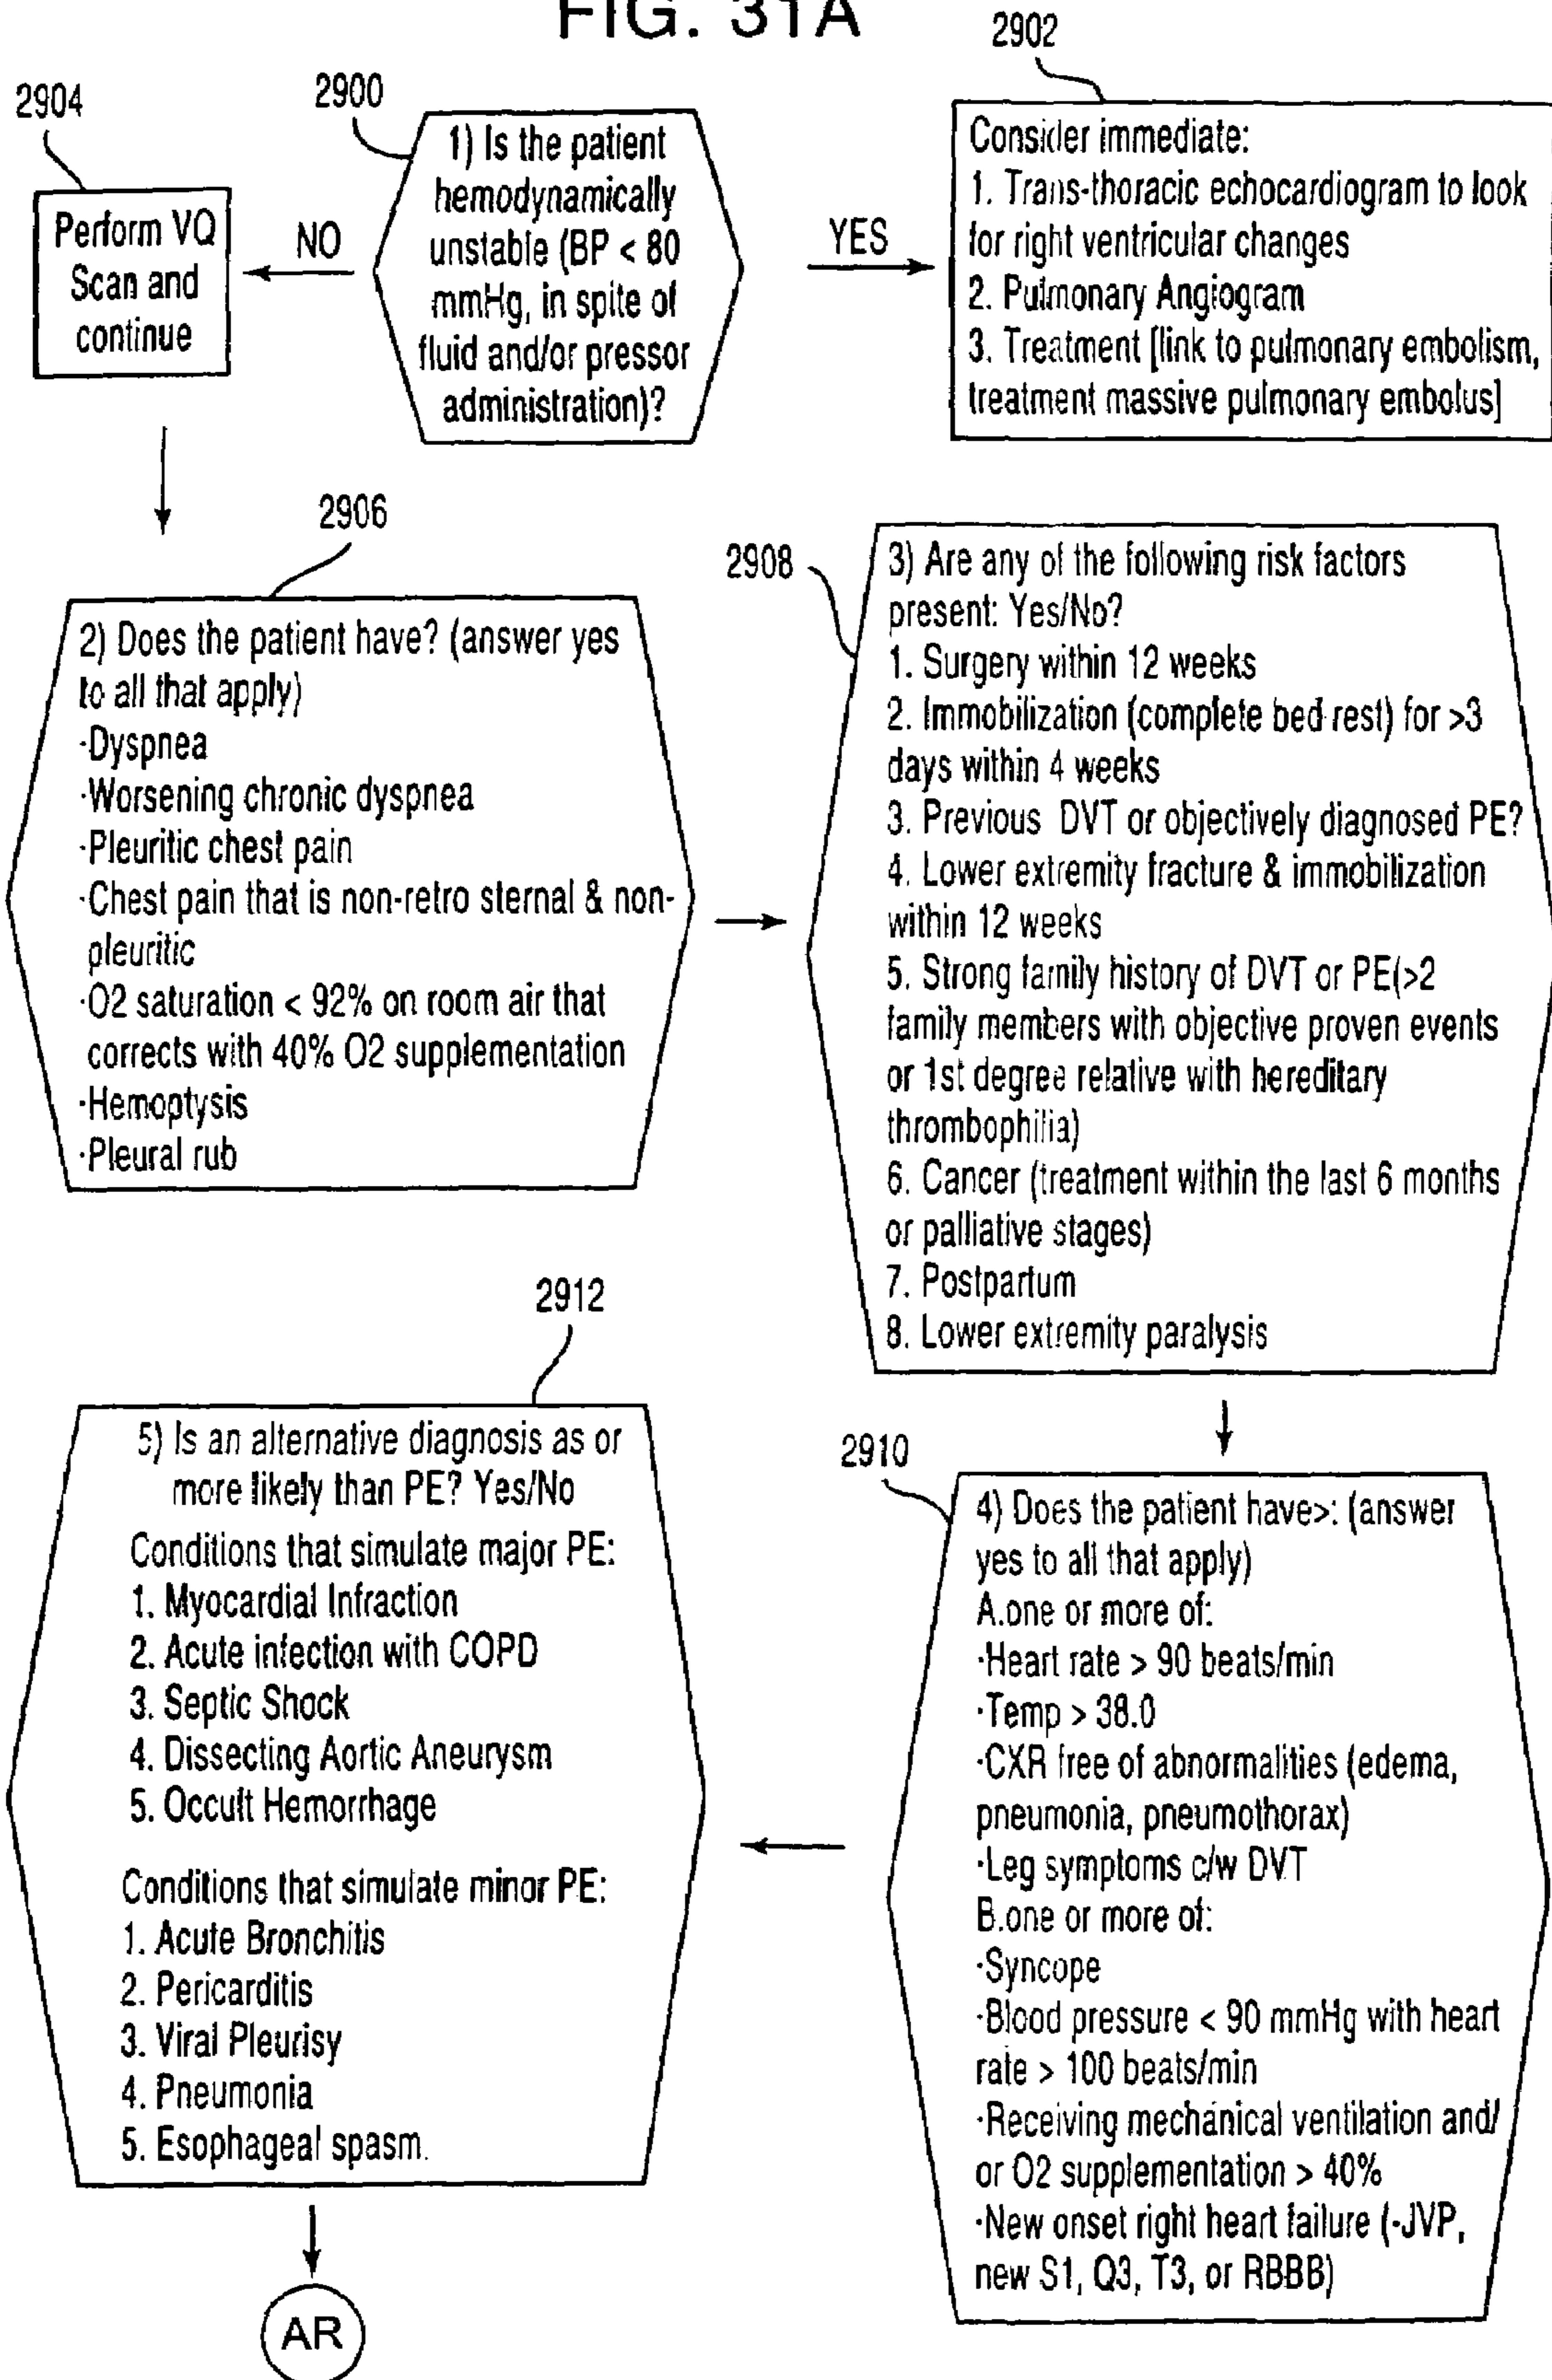 FIG. 31A
2902
2900
2904
1) Is the patient
hemodynamically
unstable (BP < 80
mmHg, in spite of
fluid and/or pressor
administration)?
NO
YES
Perform VQ
Scan and
continue
Consider immediate:
1. Trans-thoracic echocardiogram to look
for right ventricular changes
2. Pulmonary Angiogram
3. Treatment [link to pulmonary embolism,
treatment massive pulmonary embolus]
2906
2) Does the patient have? (answer yes
to all that apply)
·Dyspnea
·Worsening chronic dyspnea
·Pleuritic chest pain
·Chest pain that is non-retro sternal & non-
pleuritic
·O2 saturation < 92% on room air that
corrects with 40% O2 supplementation
·Hemoptysis
·Pleural rub
2908
3) Are any of the following risk factors
present: Yes/No?
1. Surgery within 12 weeks
2. Immobilization (complete bed rest) for >3
days within 4 weeks
3. Previous DVT or objectively diagnosed PE?
4. Lower extremity fracture & immobilization
within 12 weeks
5. Strong family history of DVT or PE(>2
family members with objective proven events
or 1st degree relative with hereditary
thrombophilia)
6. Cancer (treatment within the last 6 months
or palliative stages)
7. Postpartum
8. Lower extremity paralysis
2910
4) Does the patient have>: (answer
yes to all that apply)
A.one or more of:
·Heart rate > 90 beats/min
·Temp > 38.0
·CXR free of abnormalities (edema,
pneumonia, pneumothorax)
·Leg symptoms c/w DVT
B.one or more of:
·Syncope
·Blood pressure < 90 mmHg with heart
rate > 100 beats/min
·Receiving mechanical ventilation and/
or O2 supplementation > 40%
·New onset right heart failure (-JVP,
new S1, Q3, T3, or RBBB)
2912
5) Is an alternative diagnosis as or
more likely than PE? Yes/No
Conditions that simulate major PE:
1. Myocardial Infraction
2. Acute infection with COPD
3. Septic Shock
4. Dissecting Aortic Aneurysm
5. Occult Hemorrhage
Conditions that simulate minor PE:
1. Acute Bronchitis
2. Pericarditis
3. Viral Pleurisy
4. Pneumonia
5. Esophageal spasm.
AR